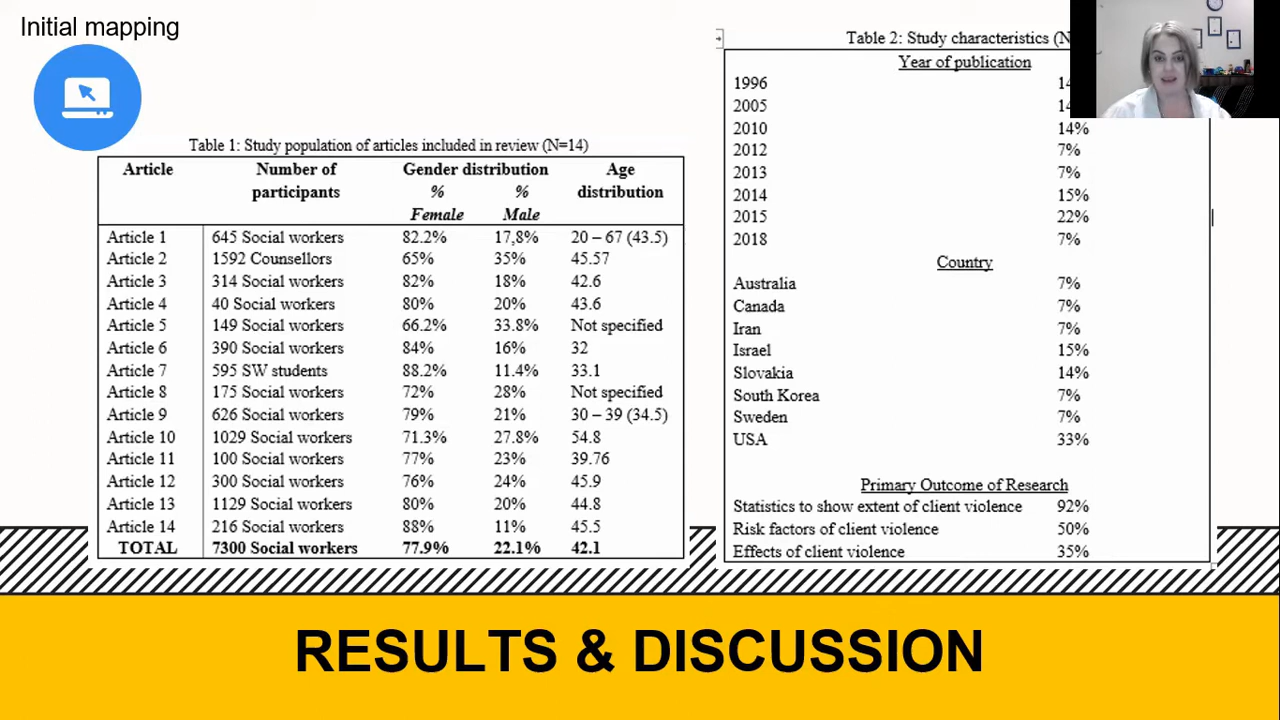 Initial mapping
Table 1: Study population of articles included in review (N=14)
Article Number of participants Gender distribution Age distribution
% Female % Male
Article 1 645 Social workers 82.2% 17,8% 20 – 67 (43.5)
Article 2 1592 Counsellors 65% 35% 45.57
Article 3 314 Social workers 82% 18% 42.6
Article 4 40 Social workers 80% 20% 43.6
Article 5 149 Social workers 66.2% 33.8% Not specified
Article 6 390 Social workers 84% 16% 32
Article 7 595 SW students 88.2% 11.4% 33.1
Article 8 175 Social workers 72% 28% Not specified
Article 9 626 Social workers 79% 21% 30 – 39 (34.5)
Article 10 1029 Social workers 71.3% 27.8% 54.8
Article 11 100 Social workers 77% 23% 39.76
Article 12 300 Social workers 76% 24% 45.9
Article 13 1129 Social workers 80% 20% 44.8
Article 14 216 Social workers 88% 11% 45.5
TOTAL 7300 Social workers 77.9% 22.1% 42.1
Table 2: Study characteristics (N
Year of publication
1996
2005
2010 14%
2012 7%
2013 7%
2014 15%
2015 22%
2018 7%
Country
Australia 7%
Canada 7%
Iran 7%
Israel 15%
Slovakia 14%
South Korea 7%
Sweden 7%
USA 33%
Primary Outcome of Research
Statistics to show extent of client violence 92%
Risk factors of client violence 50%
Effects of client violence 35%
RESULTS & DISCUSSION